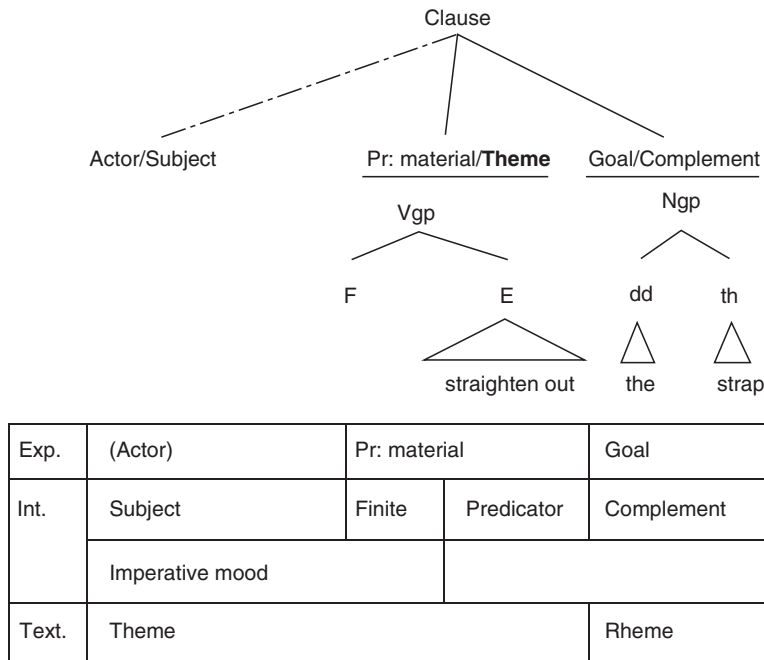 Clause
Actor/Subject Pr: material/Theme Goal/Complement
Vgp Ngp
F E dd th
straighten out the strap
Exp. (Actor) Pr: material Goal
Int. Subject Finite Predicator Complement
Imperative mood
Text. Theme Rheme